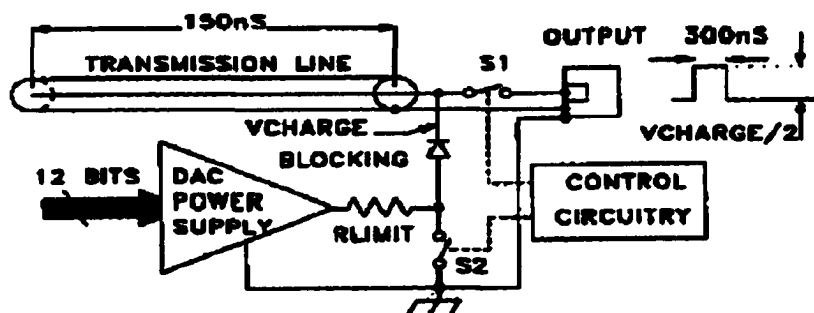 150nS
TRANSMISSION LINE
S1
OUTPUT
300nS
VCHARGE
BLOCKING
VCHARGE/2
12 BITS
DAC
POWER
SUPPLY
RLIMIT
S2
CONTROL
CIRCUITRY